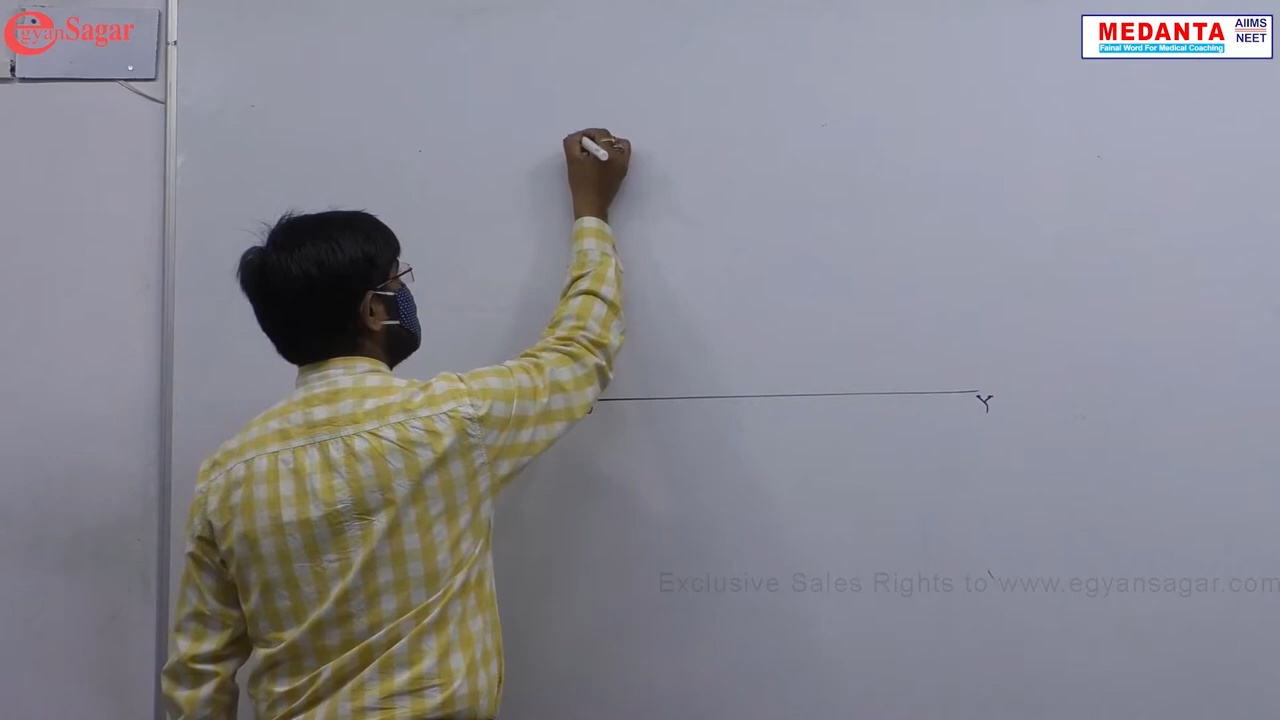 egyanSagar
MEDANTA
Fainal Word For Medical Coaching
AIIMS
NEET
Y
Exclusive Sales Rights to www.egyansagar.com